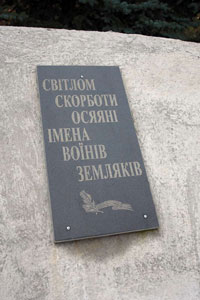 СВІТЛОМ
СКОРБОТИ
ОСЯЯНІ
ІМЕНА
ВОЇНІВ
ЗЕМЛЯКІВ